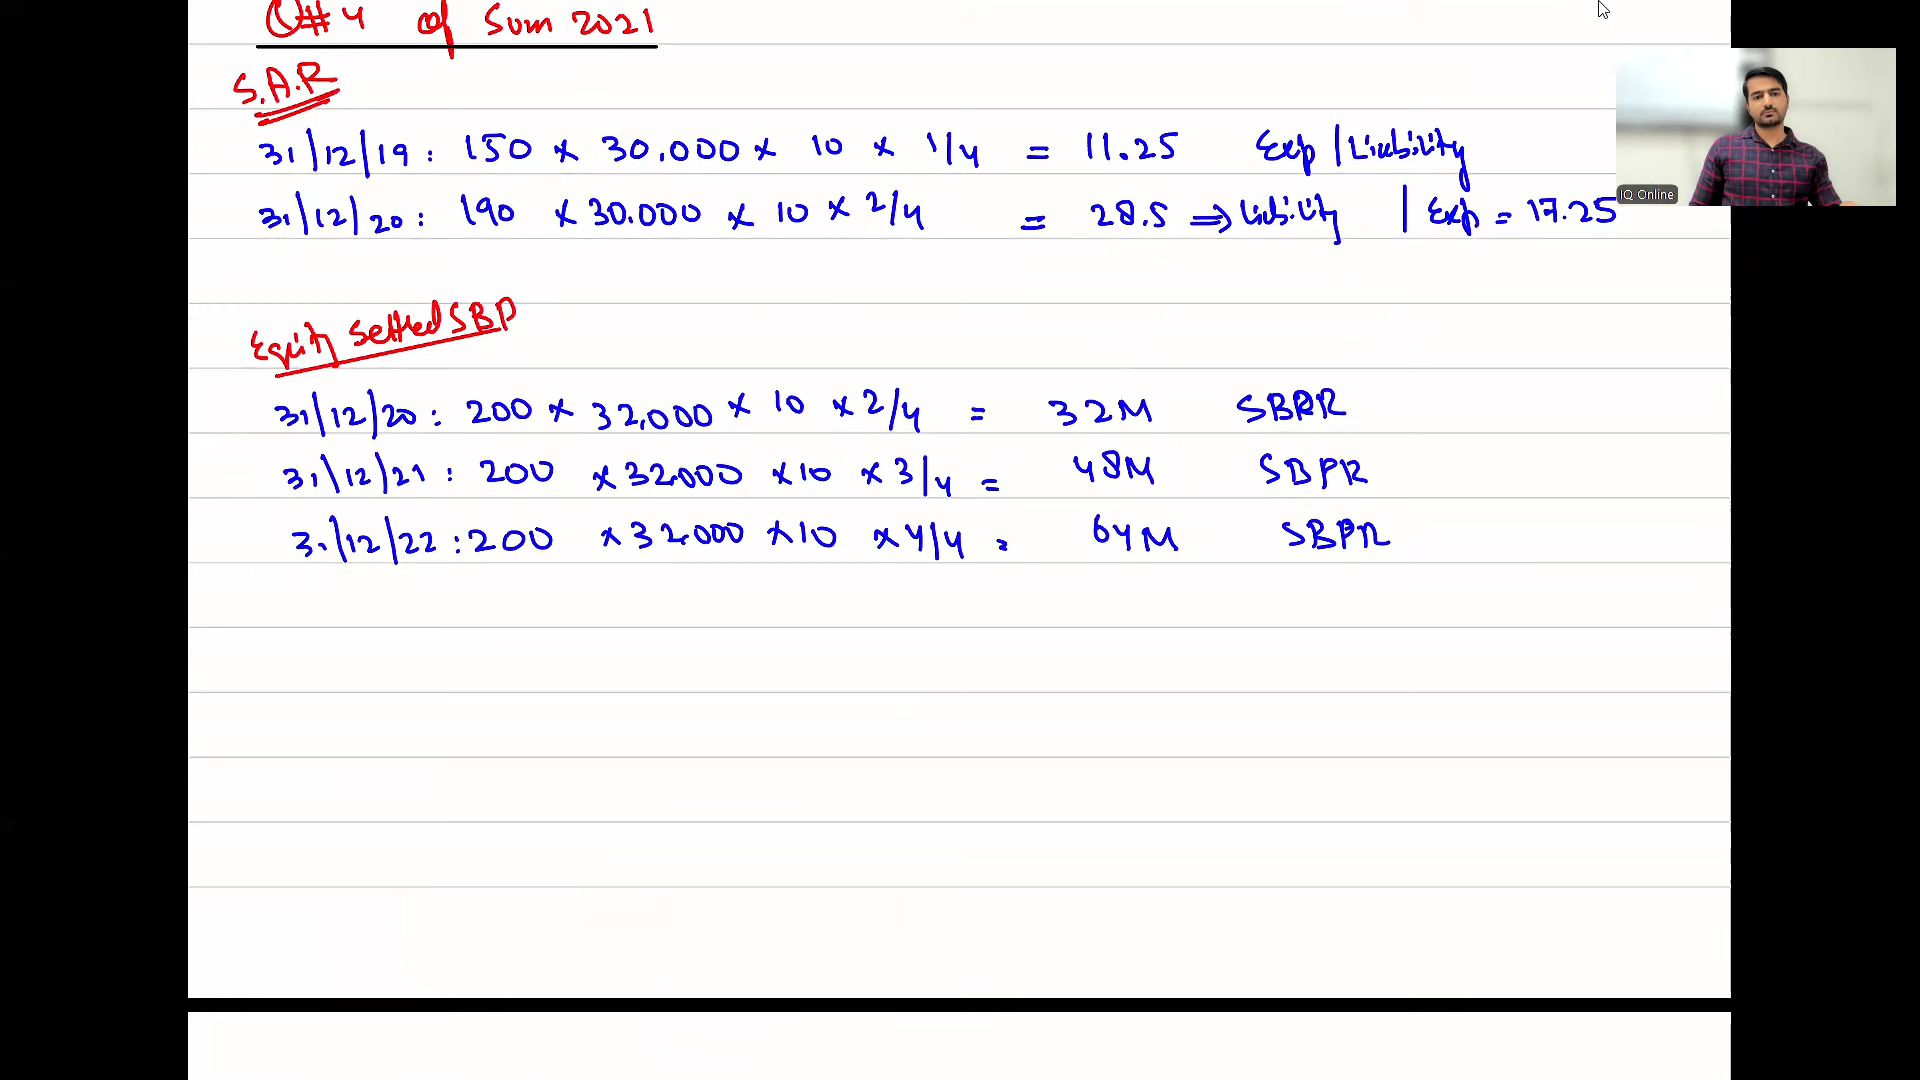 Q#4 of Sum 2021
S.A.R
31/12/19: 150 × 30,000 × 10 × 1/4 = 11.25 Exp / Liability
31/12/20: 190 × 30,000 × 10 × 2/4 = 28.5 ⇒ Liability / Exp = 17.25
IQ Online
Equity Settled SBP
31/12/20: 200 × 32,000 × 10 × 2/4 = 32M SBPR
31/12/21: 200 × 32,000 × 10 × 3/4 = 48M SBPR
31/12/22: 200 × 32,000 × 10 × 4/4 = 64M SBPR